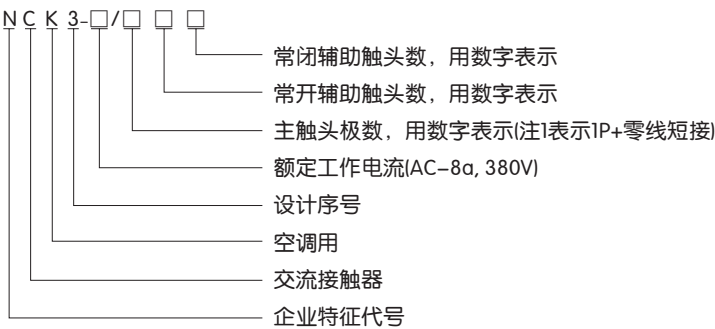 NCK3-□/□ □ □
常闭辅助触头数，用数字表示
常开辅助触头数，用数字表示
主触头极数，用数字表示(注1表示1P+零线短接)
额定工作电流(AC-8a, 380V)
设计序号
空调用
交流接触器
企业特征代号